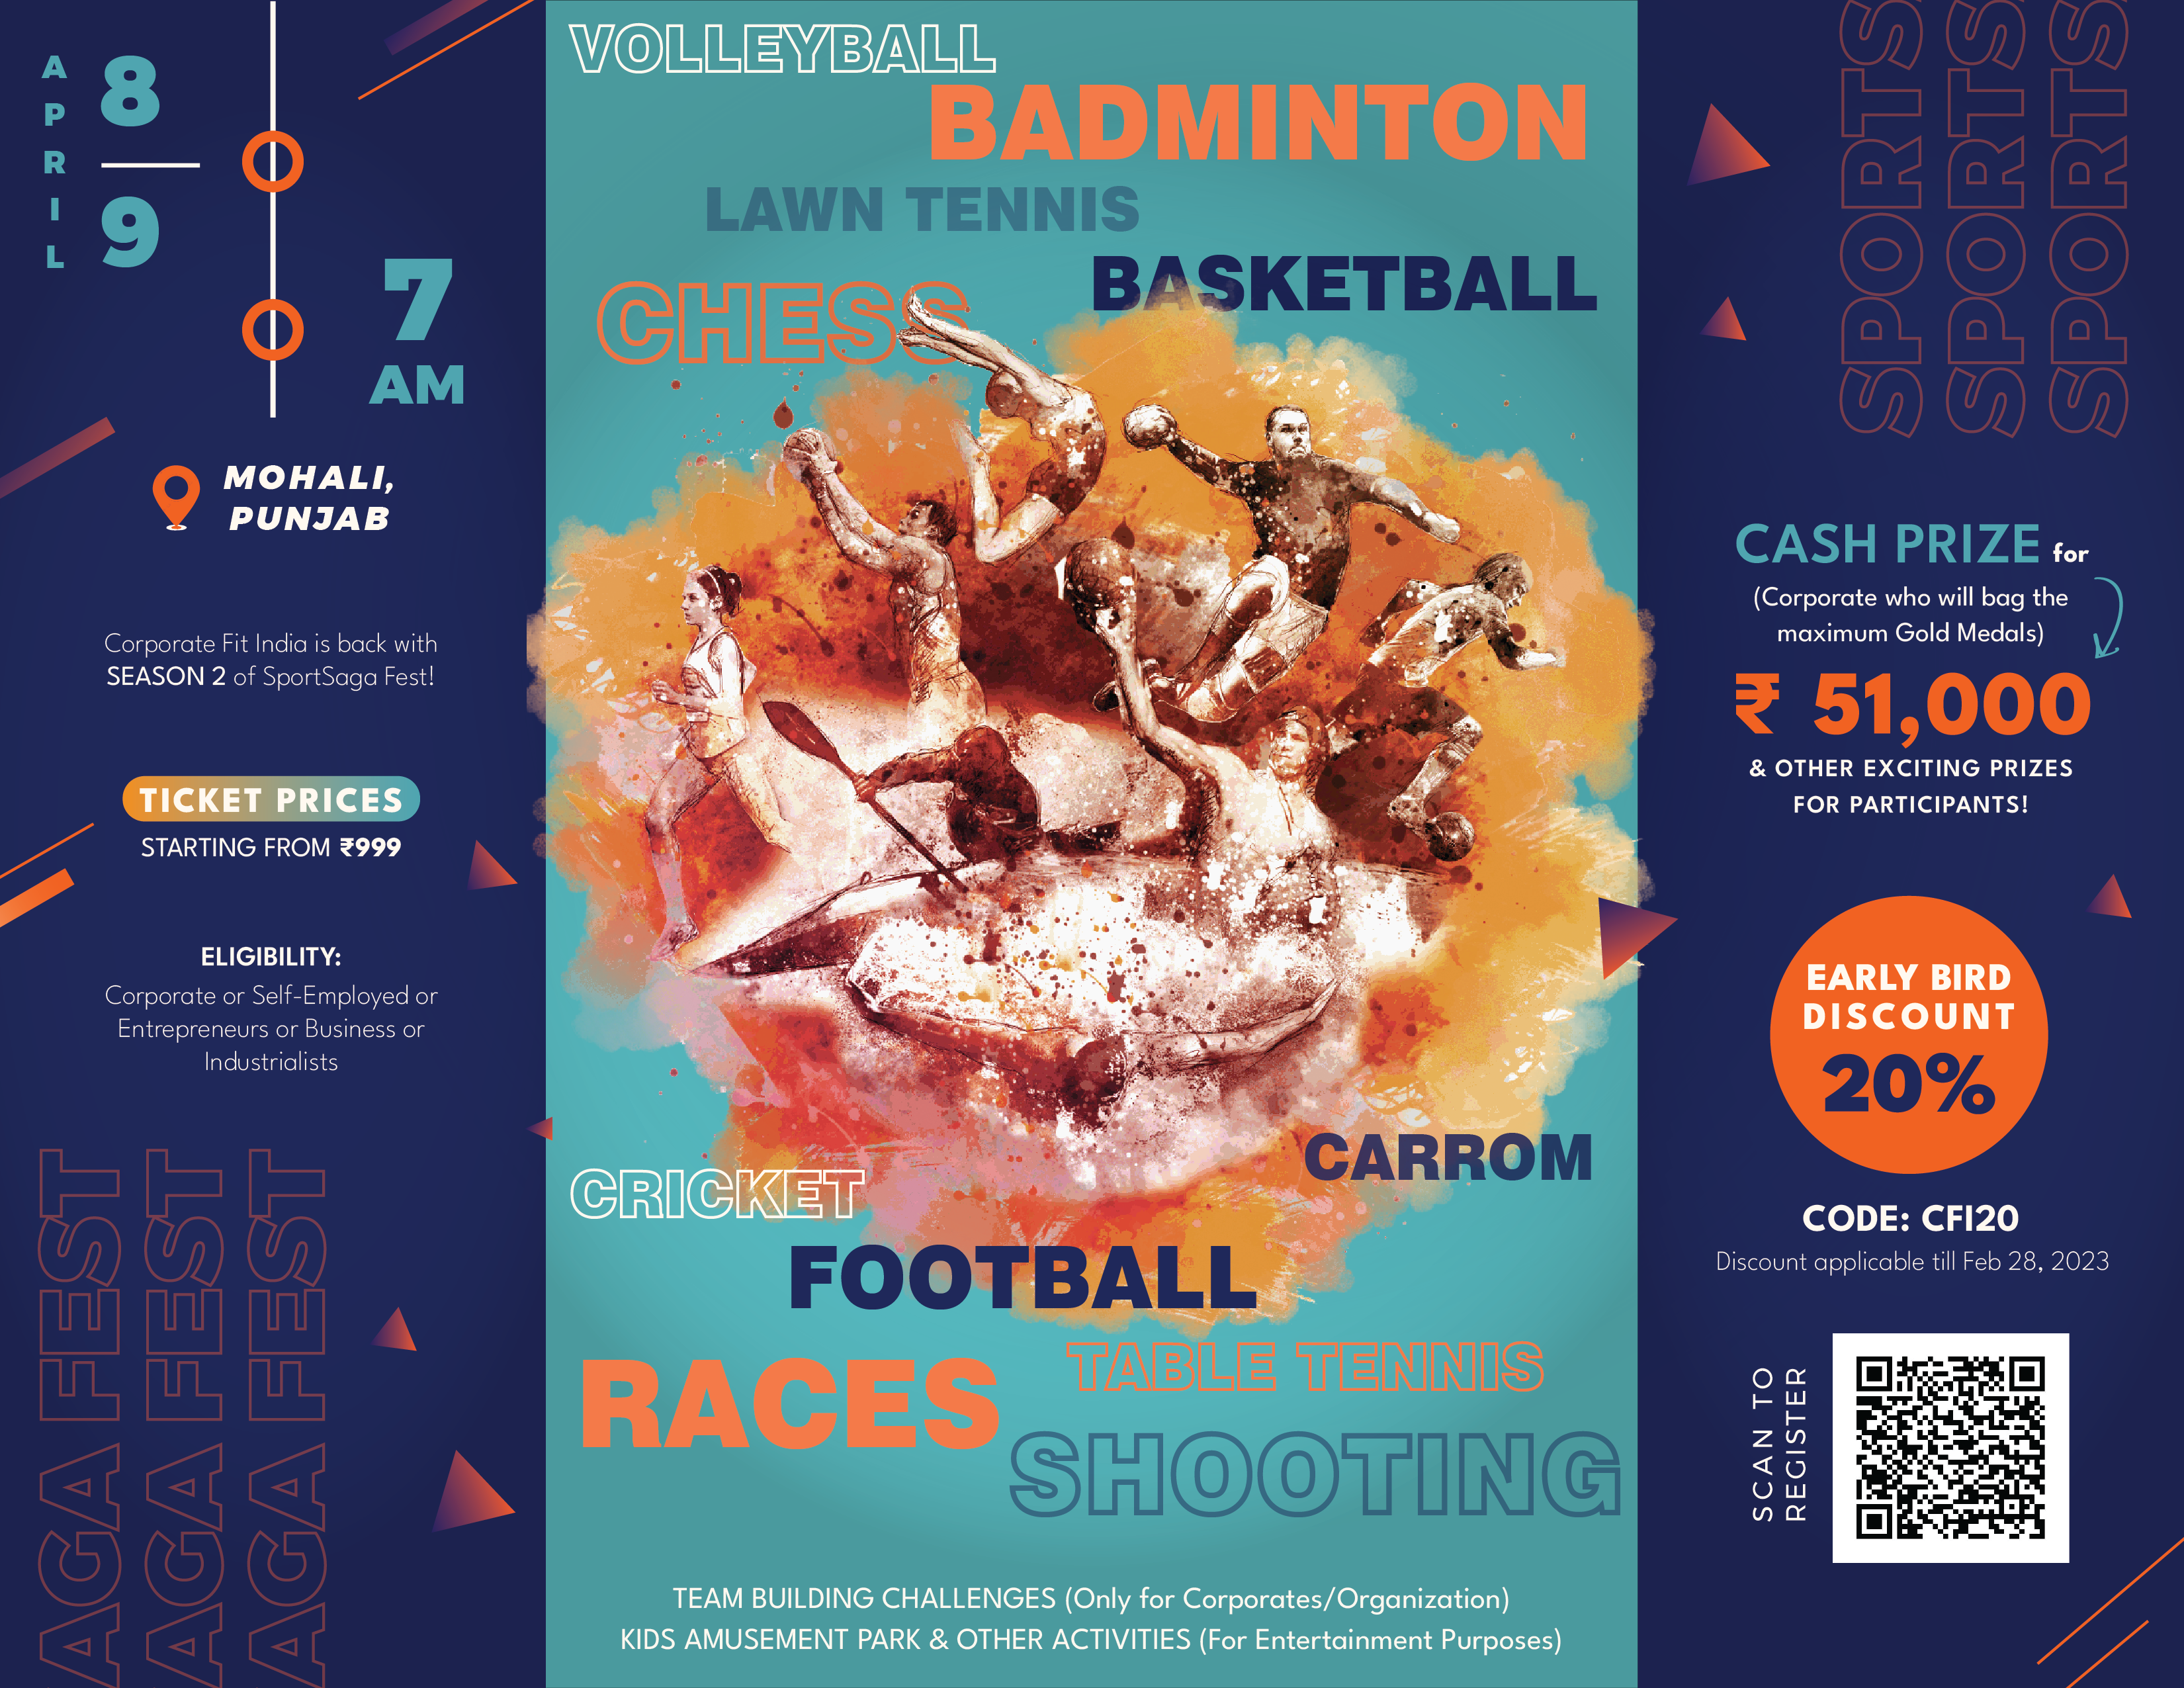 APRIL
8
9
7
AM
MOHALI,
PUNJAB
Corporate Fit India is back with
SEASON 2 of SportSaga Fest!
TICKET PRICES
STARTING FROM ₹999
ELIGIBILITY:
Corporate or Self-Employed or
Entrepreneurs or Business or
Industrialists
AGA FEST
AGA FEST
AGA FEST
VOLLEYBALL
BADMINTON
LAWN TENNIS
BASKETBALL
CHESS
CARROM
CRICKET
FOOTBALL
TABLE TENNIS
RACES
SHOOTING
TEAM BUILDING CHALLENGES (Only for Corporates/Organization)
KIDS AMUSEMENT PARK & OTHER ACTIVITIES (For Entertainment Purposes)
SPORTS
SPORTS
SPORTS
CASH PRIZE for
(Corporate who will bag the
maximum Gold Medals)
₹ 51,000
& OTHER EXCITING PRIZES
FOR PARTICIPANTS!
EARLY BIRD
DISCOUNT
20%
CODE: CFI20
Discount applicable till Feb 28, 2023
SCAN TO
REGISTER